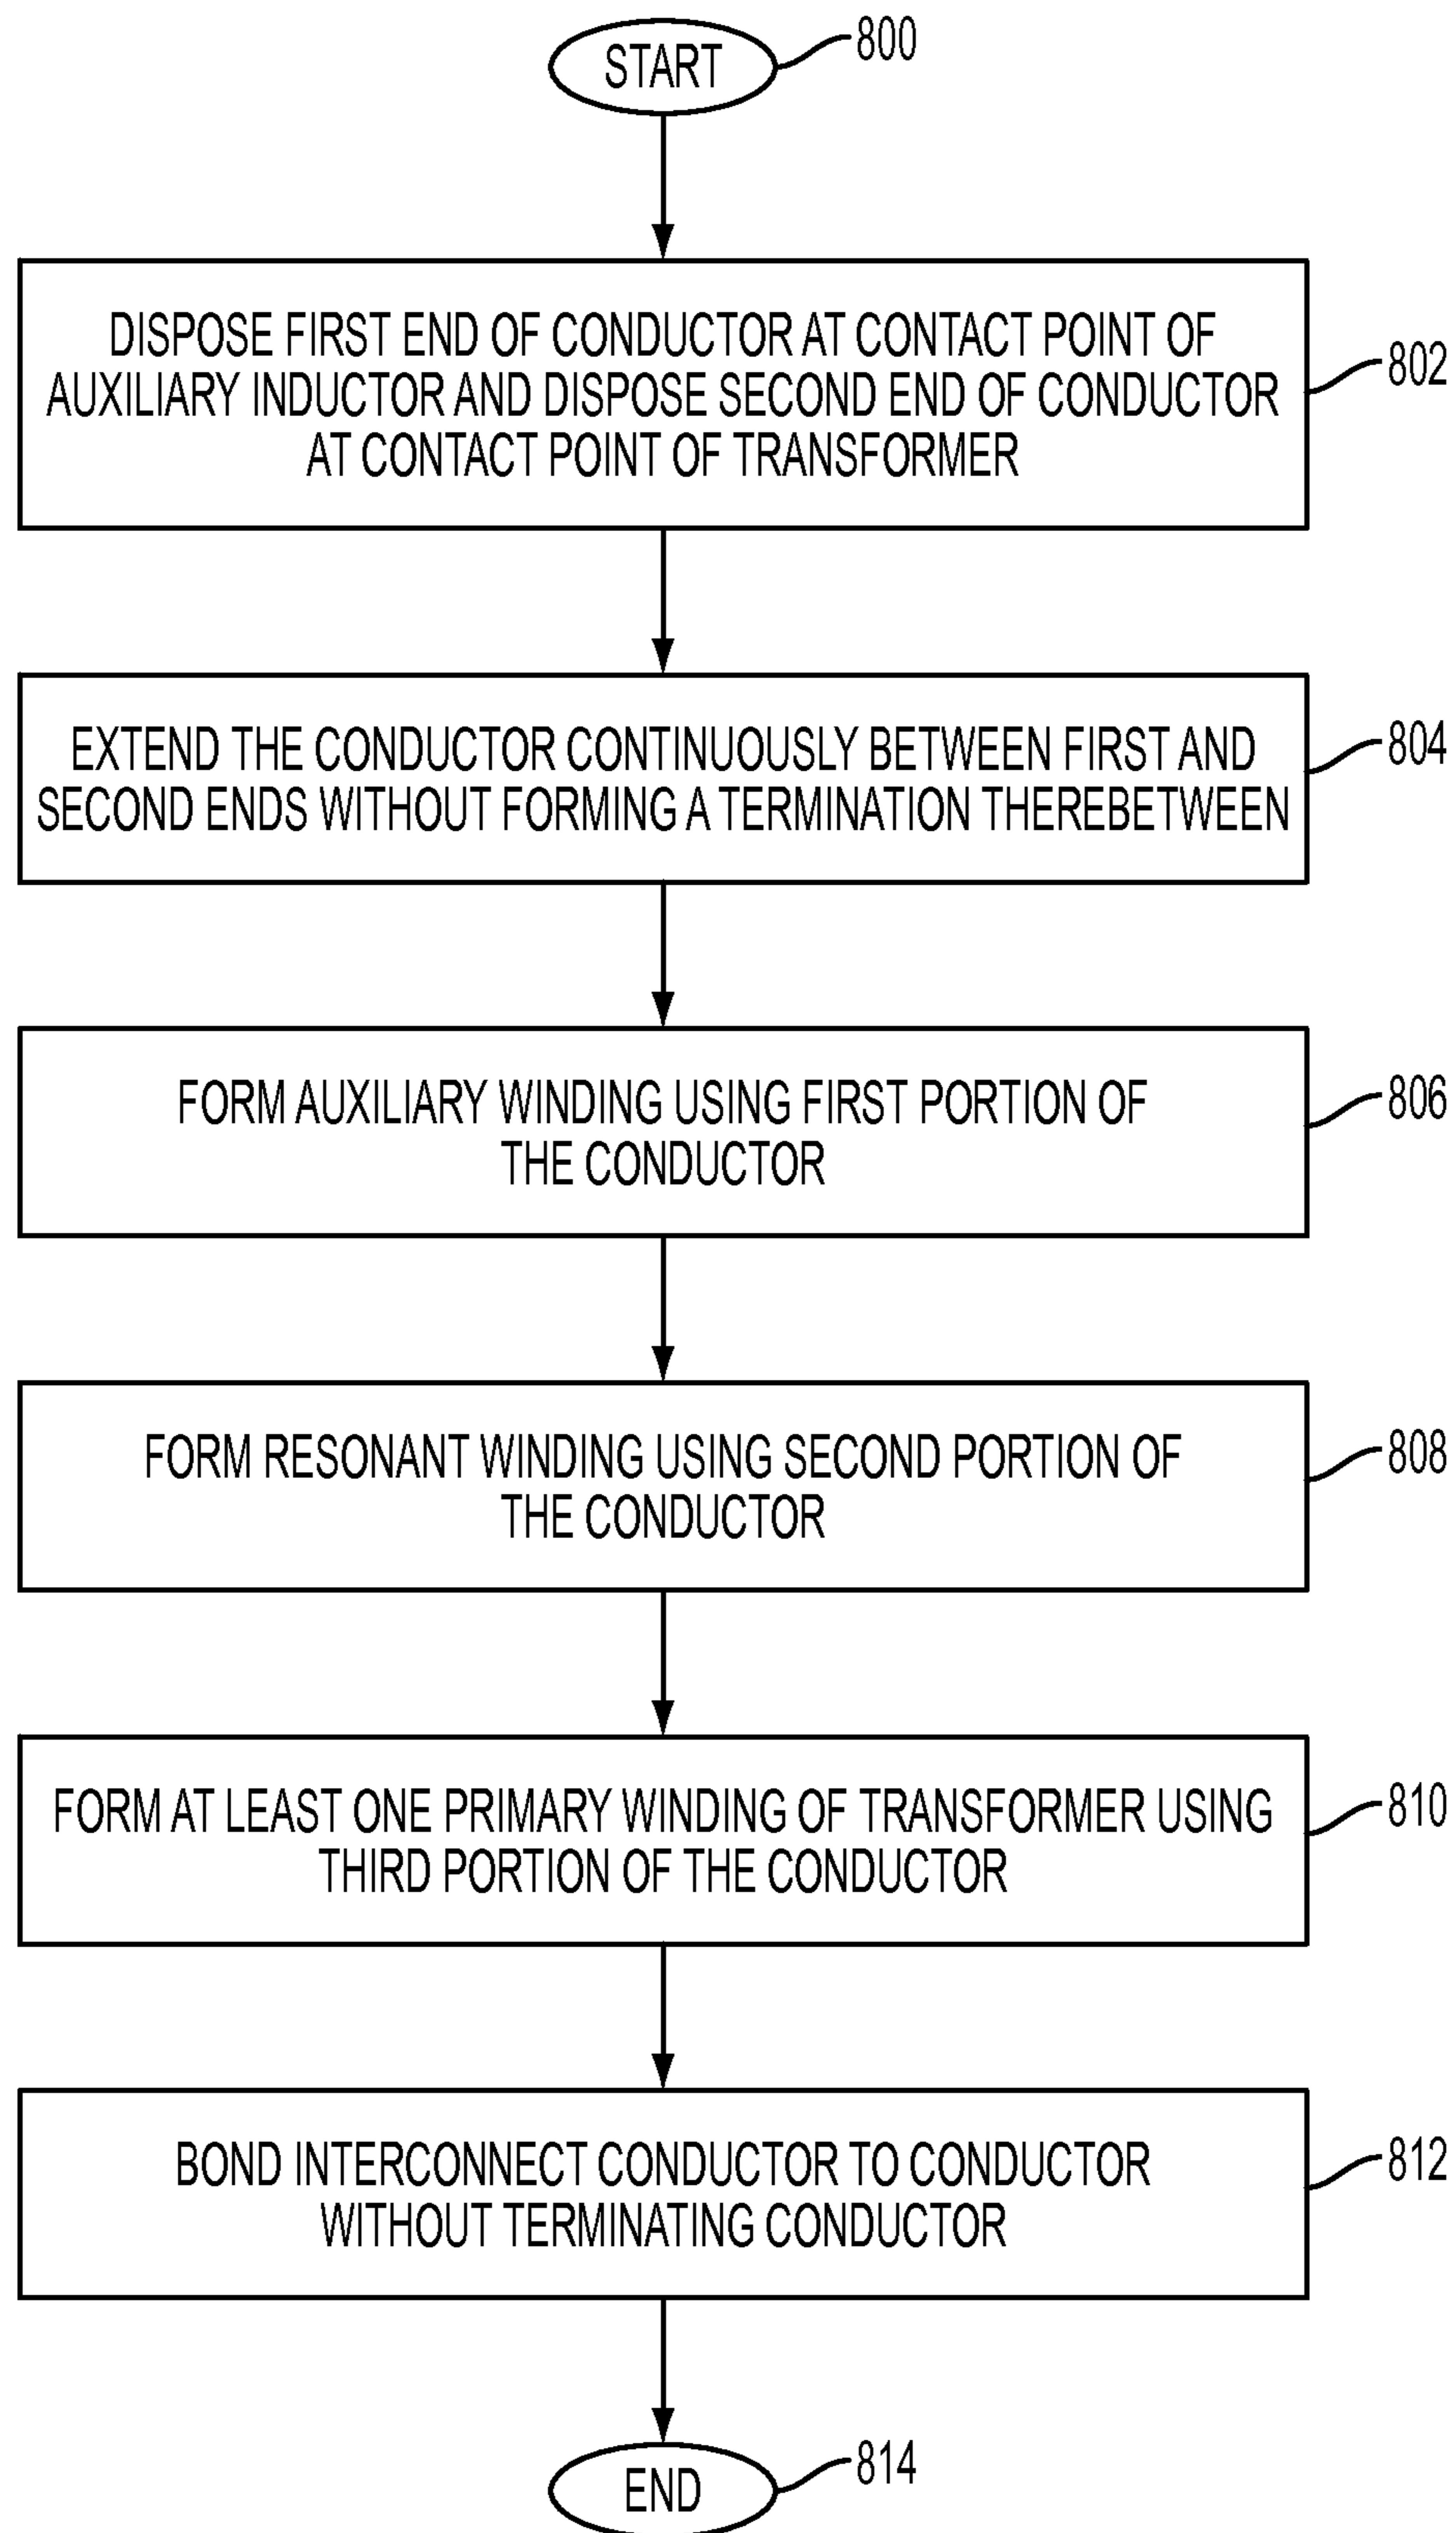 START
800
DISPOSE FIRST END OF CONDUCTOR AT CONTACT POINT OF
AUXILIARY INDUCTOR AND DISPOSE SECOND END OF CONDUCTOR
AT CONTACT POINT OF TRANSFORMER
802
EXTEND THE CONDUCTOR CONTINUOUSLY BETWEEN FIRST AND
SECOND ENDS WITHOUT FORMING A TERMINATION THEREBETWEEN
804
FORM AUXILIARY WINDING USING FIRST PORTION OF
THE CONDUCTOR
806
FORM RESONANT WINDING USING SECOND PORTION OF
THE CONDUCTOR
808
FORM AT LEAST ONE PRIMARY WINDING OF TRANSFORMER USING
THIRD PORTION OF THE CONDUCTOR
810
BOND INTERCONNECT CONDUCTOR TO CONDUCTOR
WITHOUT TERMINATING CONDUCTOR
812
END
814